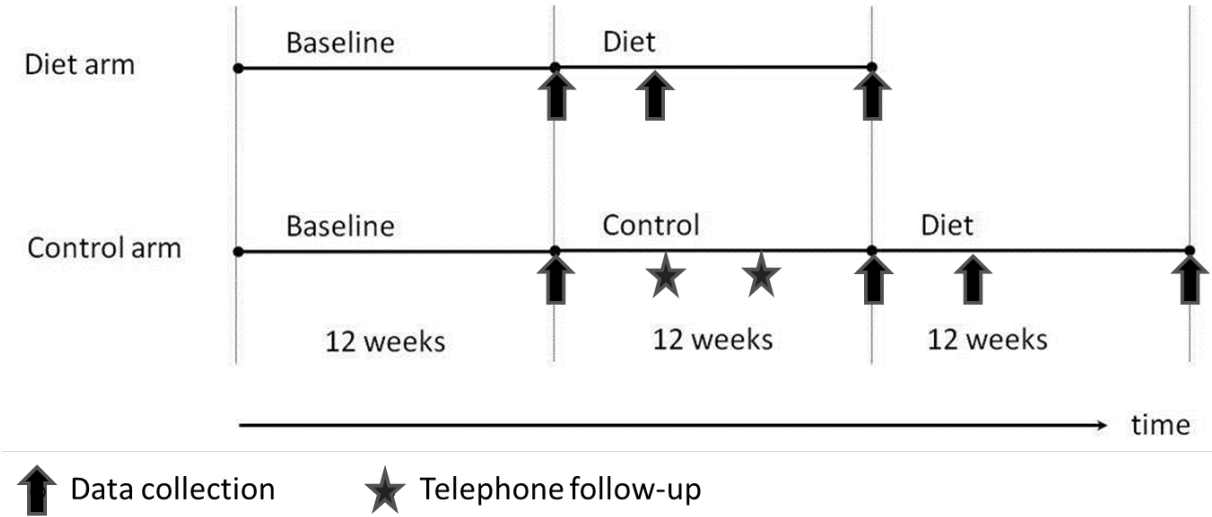 Baseline Diet
Diet arm
Baseline Control Diet
Control arm
12 weeks 12 weeks 12 weeks
time
Data collection Telephone follow-up